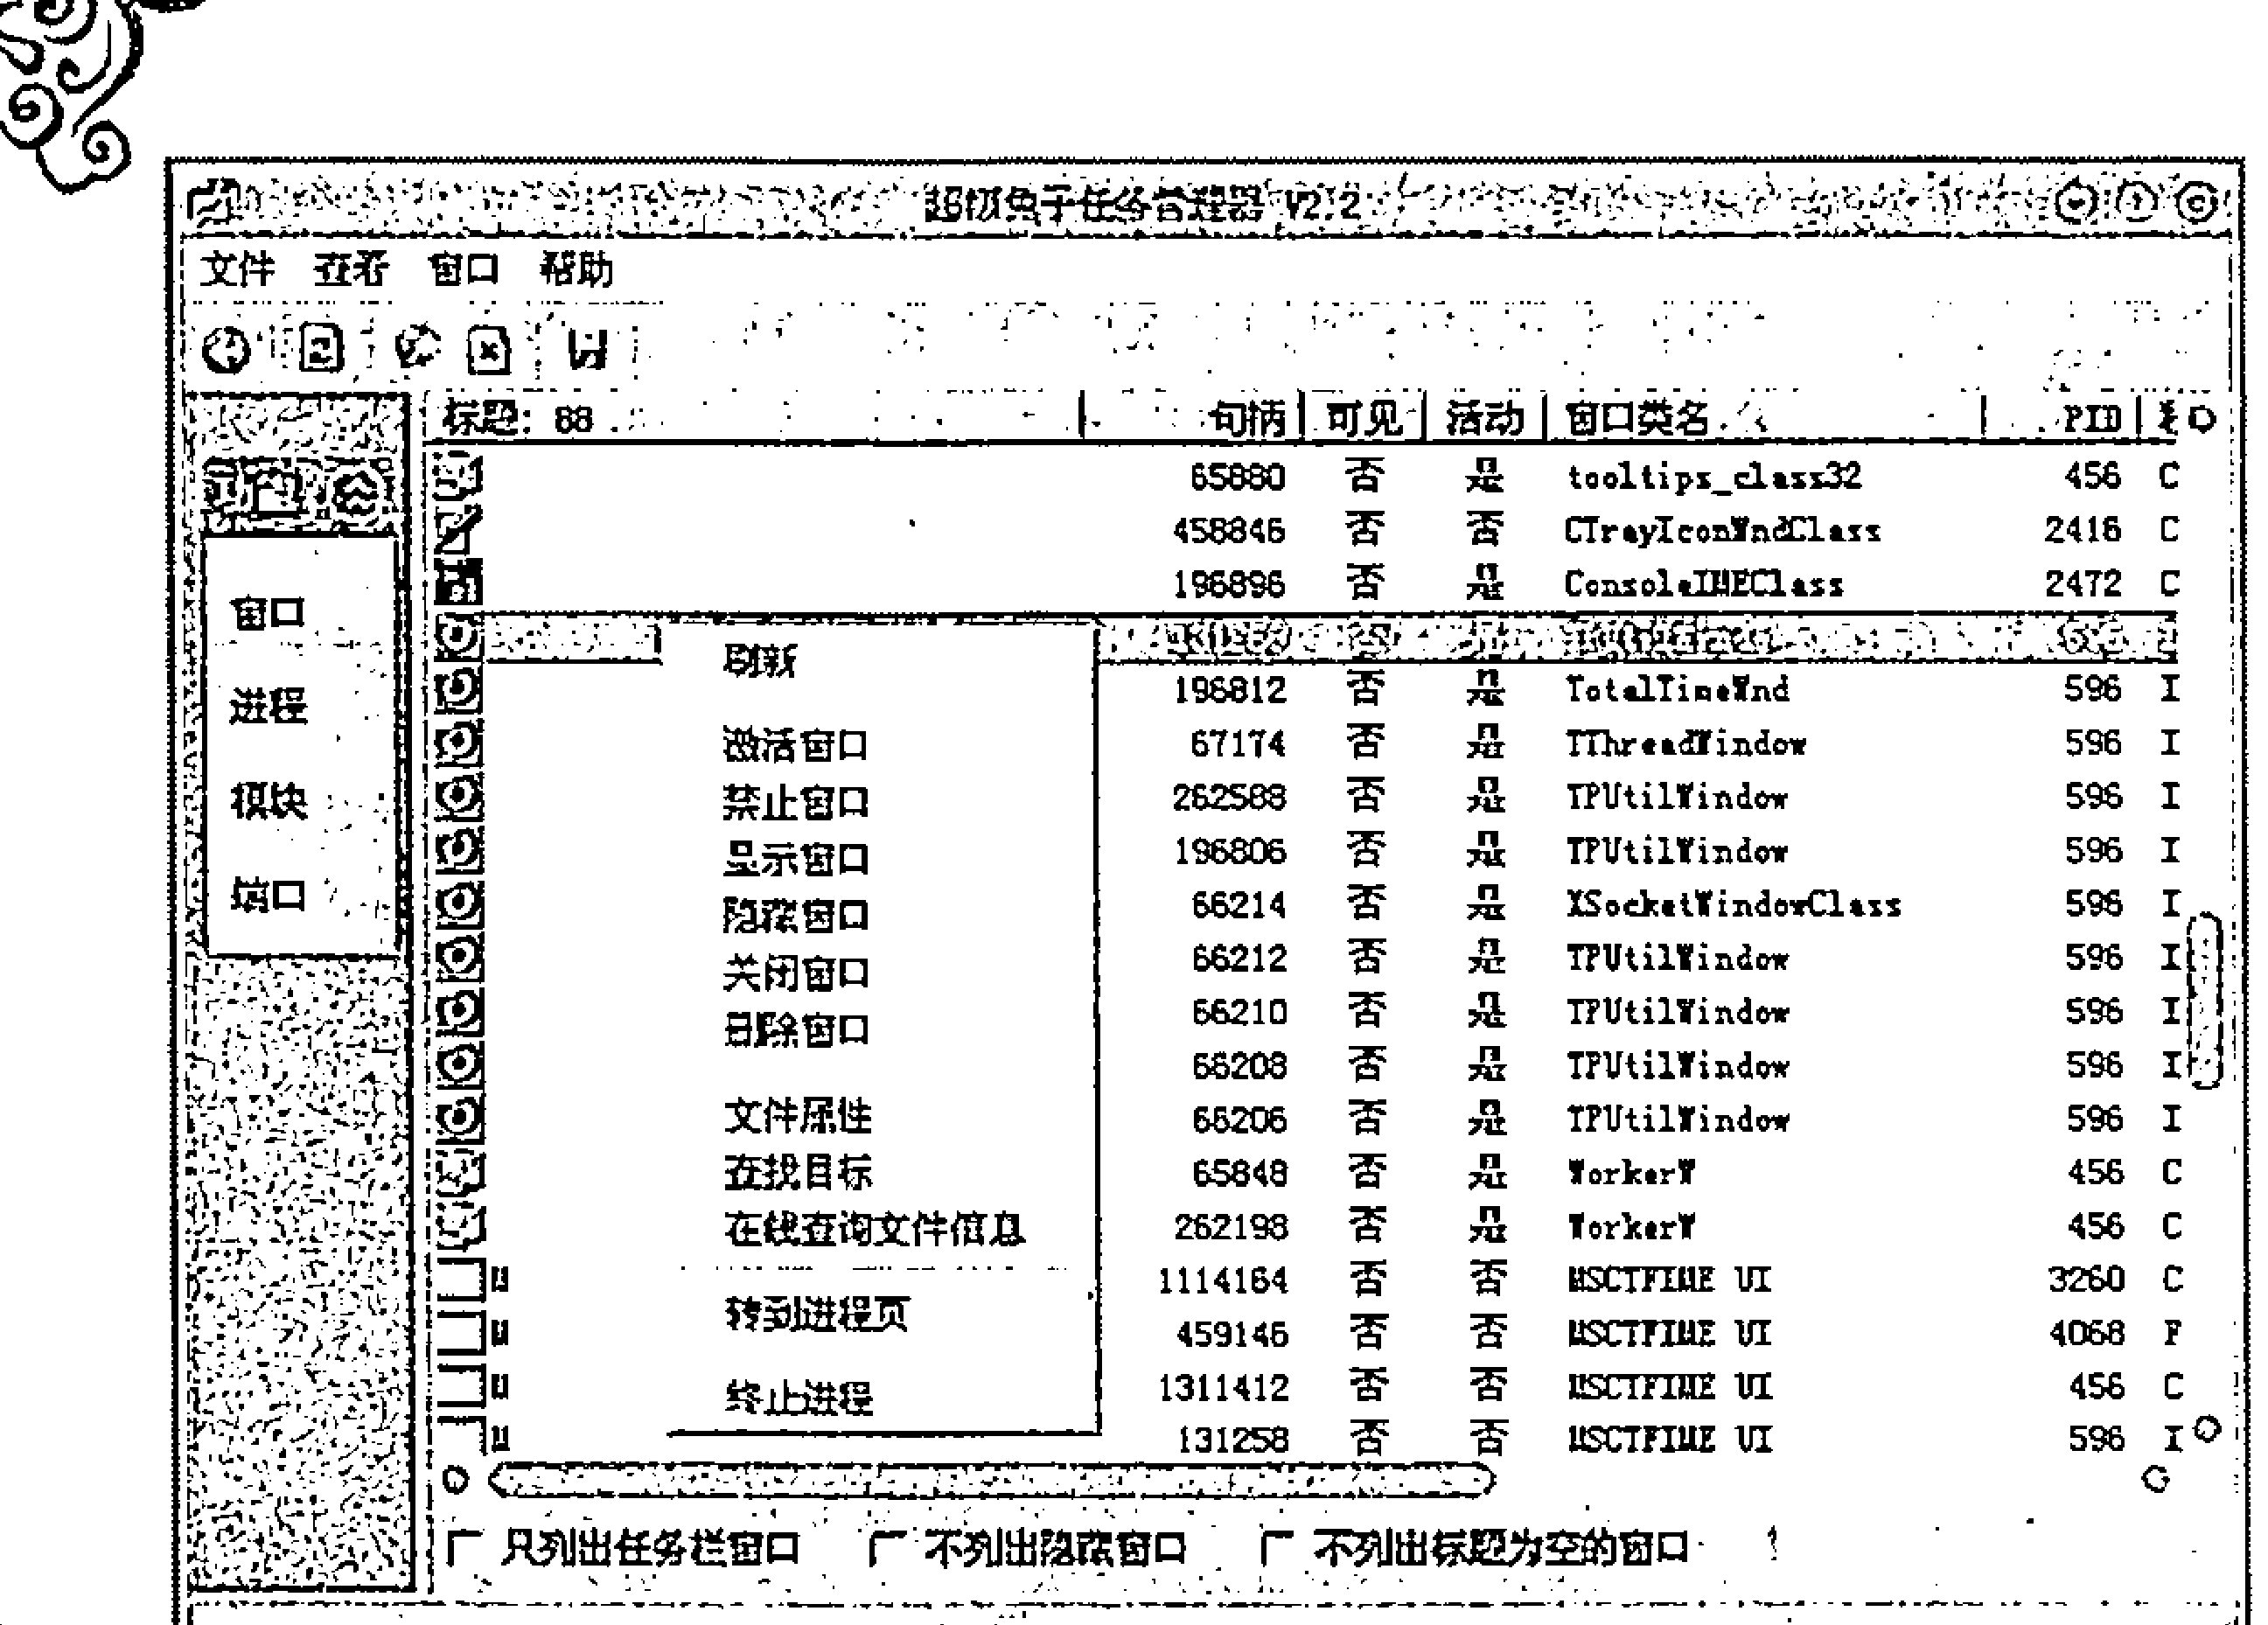 超级兔子任务管理器 V2.2
文件 查看 窗口 帮助
标题: 88 句柄 可见 活动 窗口类名 PID
65880 否 是 tooltips_class32 456 C
458846 否 否 CTrayIconWndClass 2416 C
196896 否 是 ConsoleIMEClass 2472 C
窗口
刷新
196812 否 是 TotalTimeWnd 596 I
进程
激活窗口 67174 否 是 TThreadWindow 596 I
模块
禁止窗口 262588 否 是 TPUtilWindow 596 I
显示窗口 196806 否 是 TPUtilWindow 596 I
端口
隐藏窗口 66214 否 是 XSocketWindowClass 596 I
关闭窗口 66212 否 是 TPUtilWindow 596 I
删除窗口 66210 否 是 TPUtilWindow 596 I
66208 否 是 TPUtilWindow 596 I
文件属性 66206 否 是 TPUtilWindow 596 I
查找目标 65848 否 是 WorkerW 456 C
在线查询文件信息 262198 否 是 WorkerW 456 C
M 1114164 否 否 MSCTFIME UI 3260 C
转到进程页
M 459146 否 否 MSCTFIME UI 4068 F
终止进程
M 1311412 否 否 MSCTFIME UI 456 C
M 131258 否 否 MSCTFIME UI 596 I
只列出任务栏窗口 不列出隐藏窗口 不列出标题为空的窗口